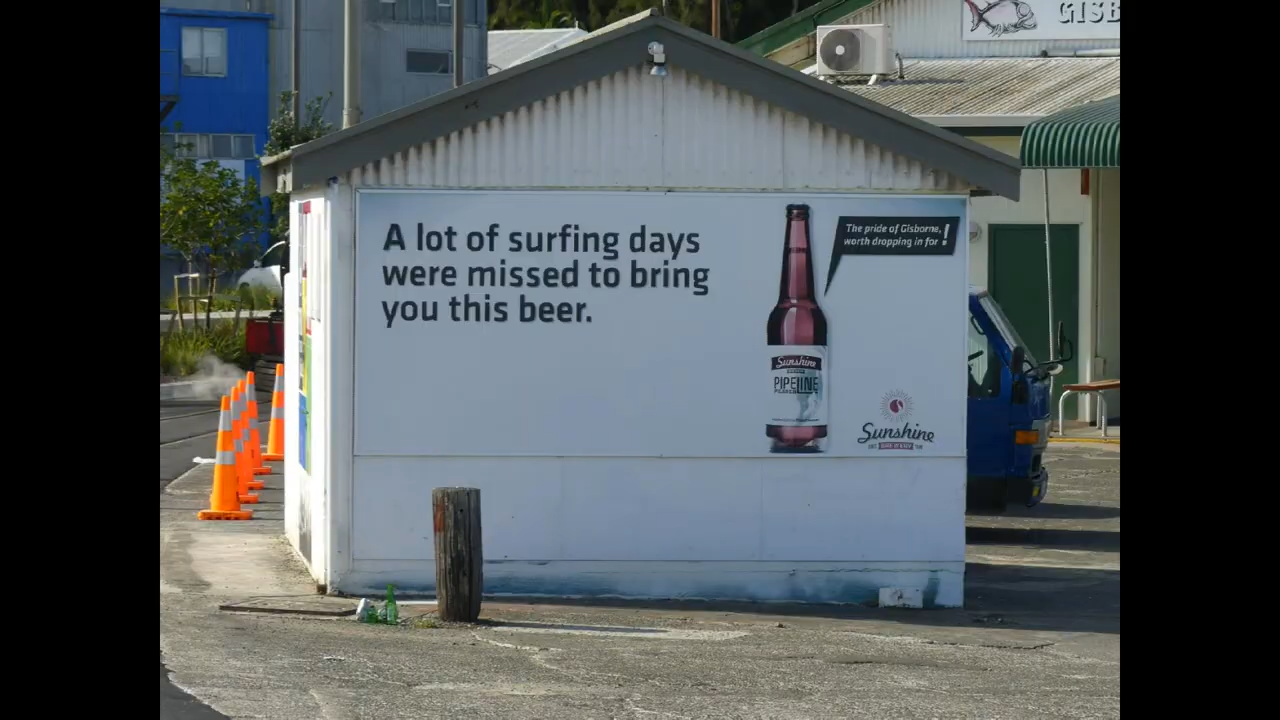 GISB
A lot of surfing days
were missed to bring
you this beer.
The pride of Gisborne,
worth dropping in for!
Sunshine
PIPELINE
Sunshine